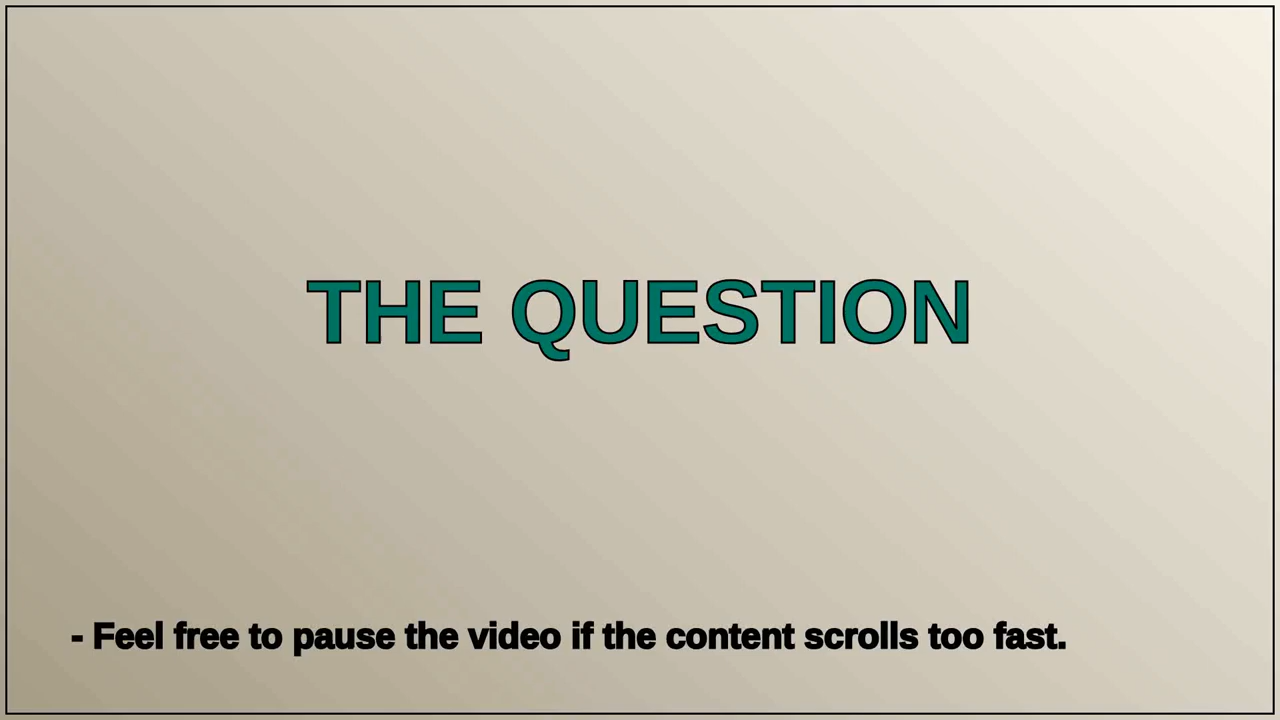 THE QUESTION
- Feel free to pause the video if the content scrolls too fast.